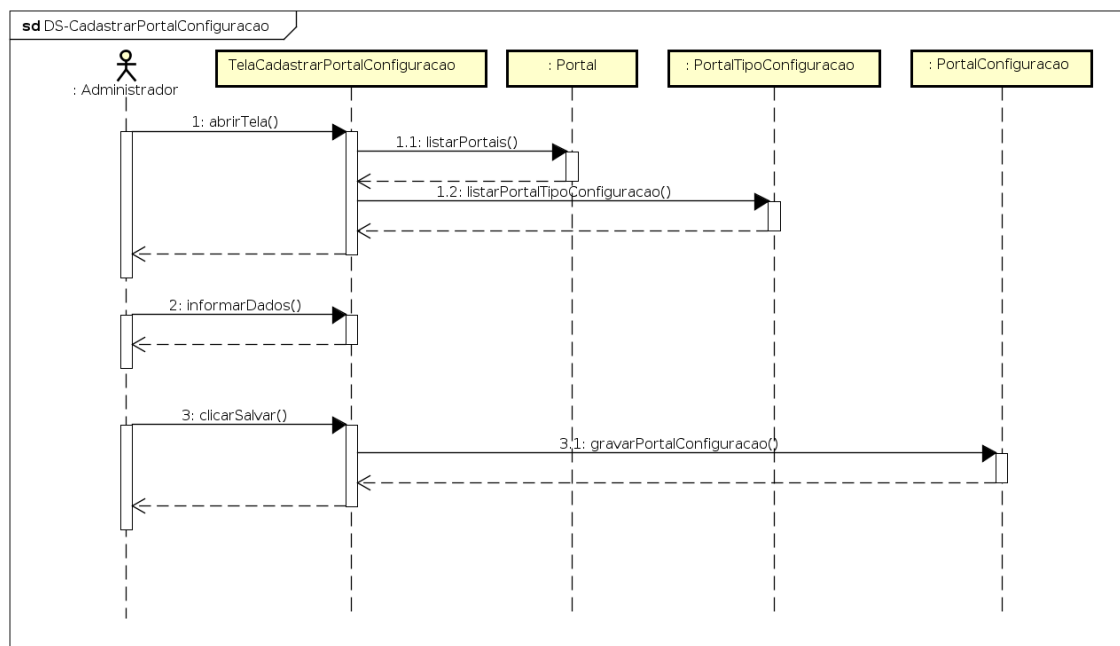 sd DS-CadastrarPortalConfiguracao
: Administrador
TelaCadastrarPortalConfiguracao
: Portal
: PortalTipoConfiguracao
: PortalConfiguracao
1: abrirTela()
1.1: listarPortais()
1.2: listarPortalTipoConfiguracao()
2: informarDados()
3: clicarSalvar()
3.1: gravarPortalConfiguracao()